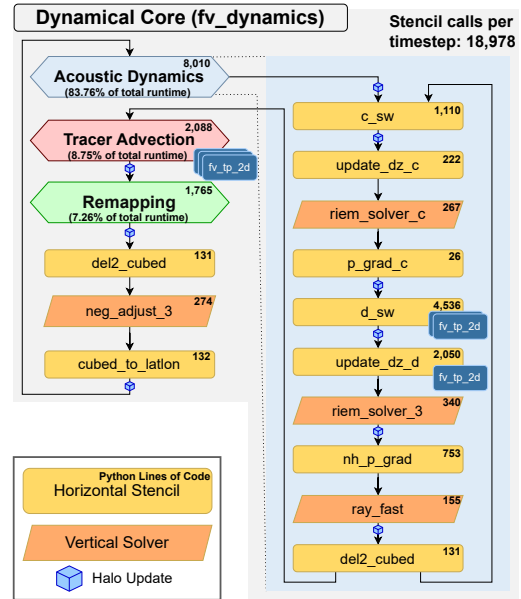 Dynamical Core (fv_dynamics)
Stencil calls per
timestep: 18,978
8,010
Acoustic Dynamics
(83.76% of total runtime)
2,088
Tracer Advection
(8.75% of total runtime)
fv_tp_2d
1,765
Remapping
(7.26% of total runtime)
131
del2_cubed
274
neg_adjust_3
132
cubed_to_latlon
1,110
c_sw
222
update_dz_c
267
riem_solver_c
26
p_grad_c
4,536
d_sw
fv_tp_2d
2,050
update_dz_d
fv_tp_2d
340
riem_solver_3
753
nh_p_grad
155
ray_fast
131
del2_cubed
Python Lines of Code
Horizontal Stencil
Vertical Solver
Halo Update